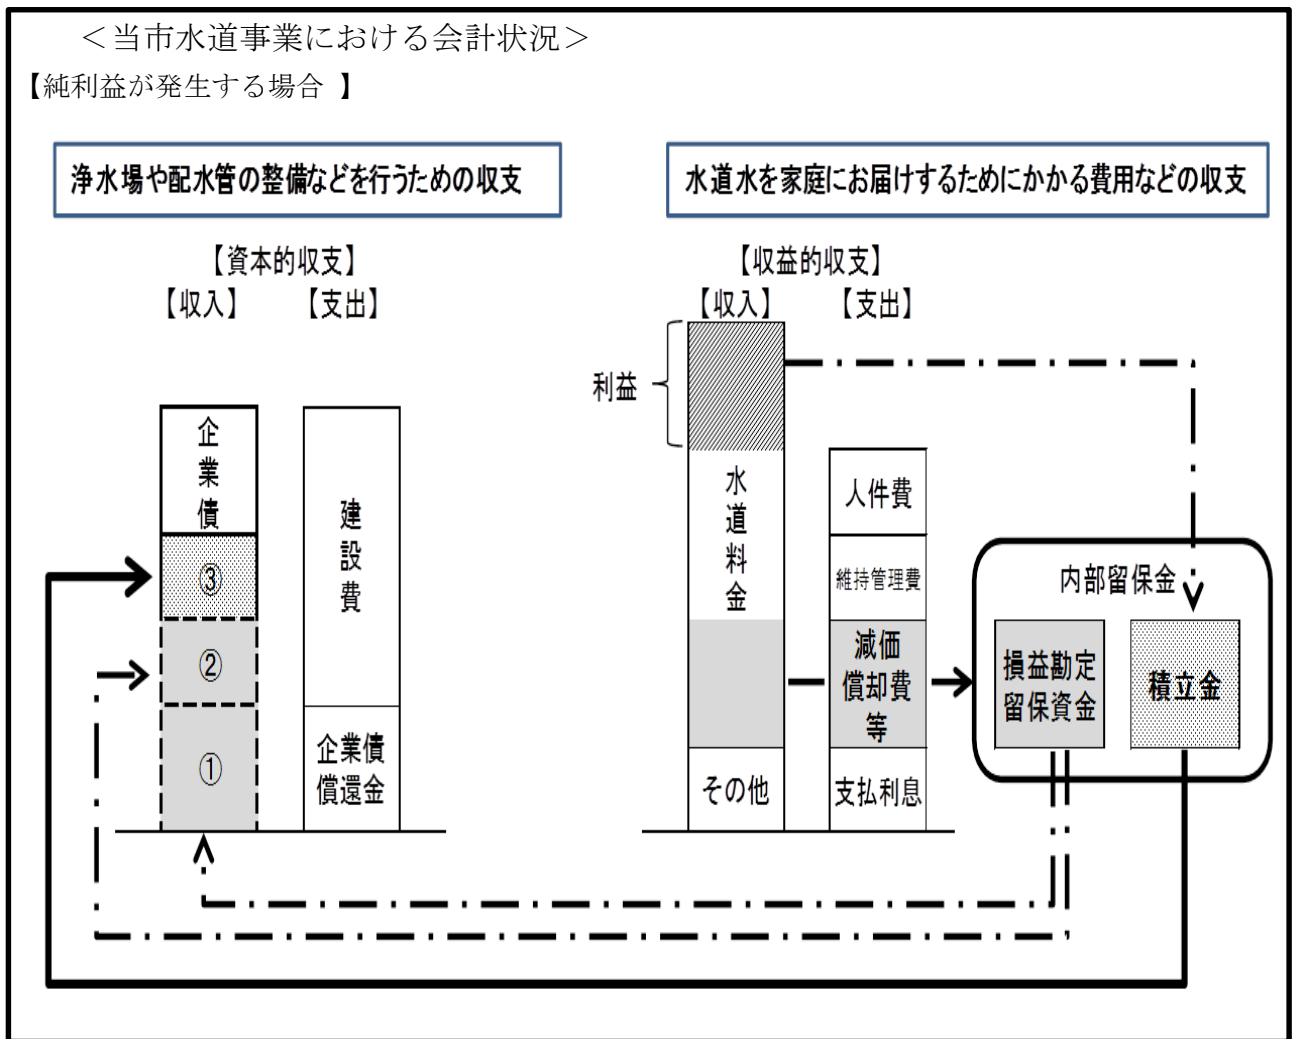 ＜当市水道事業における会計状況＞
【純利益が発生する場合 】
浄水場や配水管の整備などを行うための収支
水道水を家庭にお届けするためにかかる費用などの収支
【資本的収支】
【収入】
【支出】
企業債
③
②
①
建設費
企業債
償還金
【収益的収支】
【収入】
【支出】
利益
水道料金
その他
人件費
維持管理費
減価
償却費
等
支払利息
内部留保金
損益勘定
留保資金
積立金